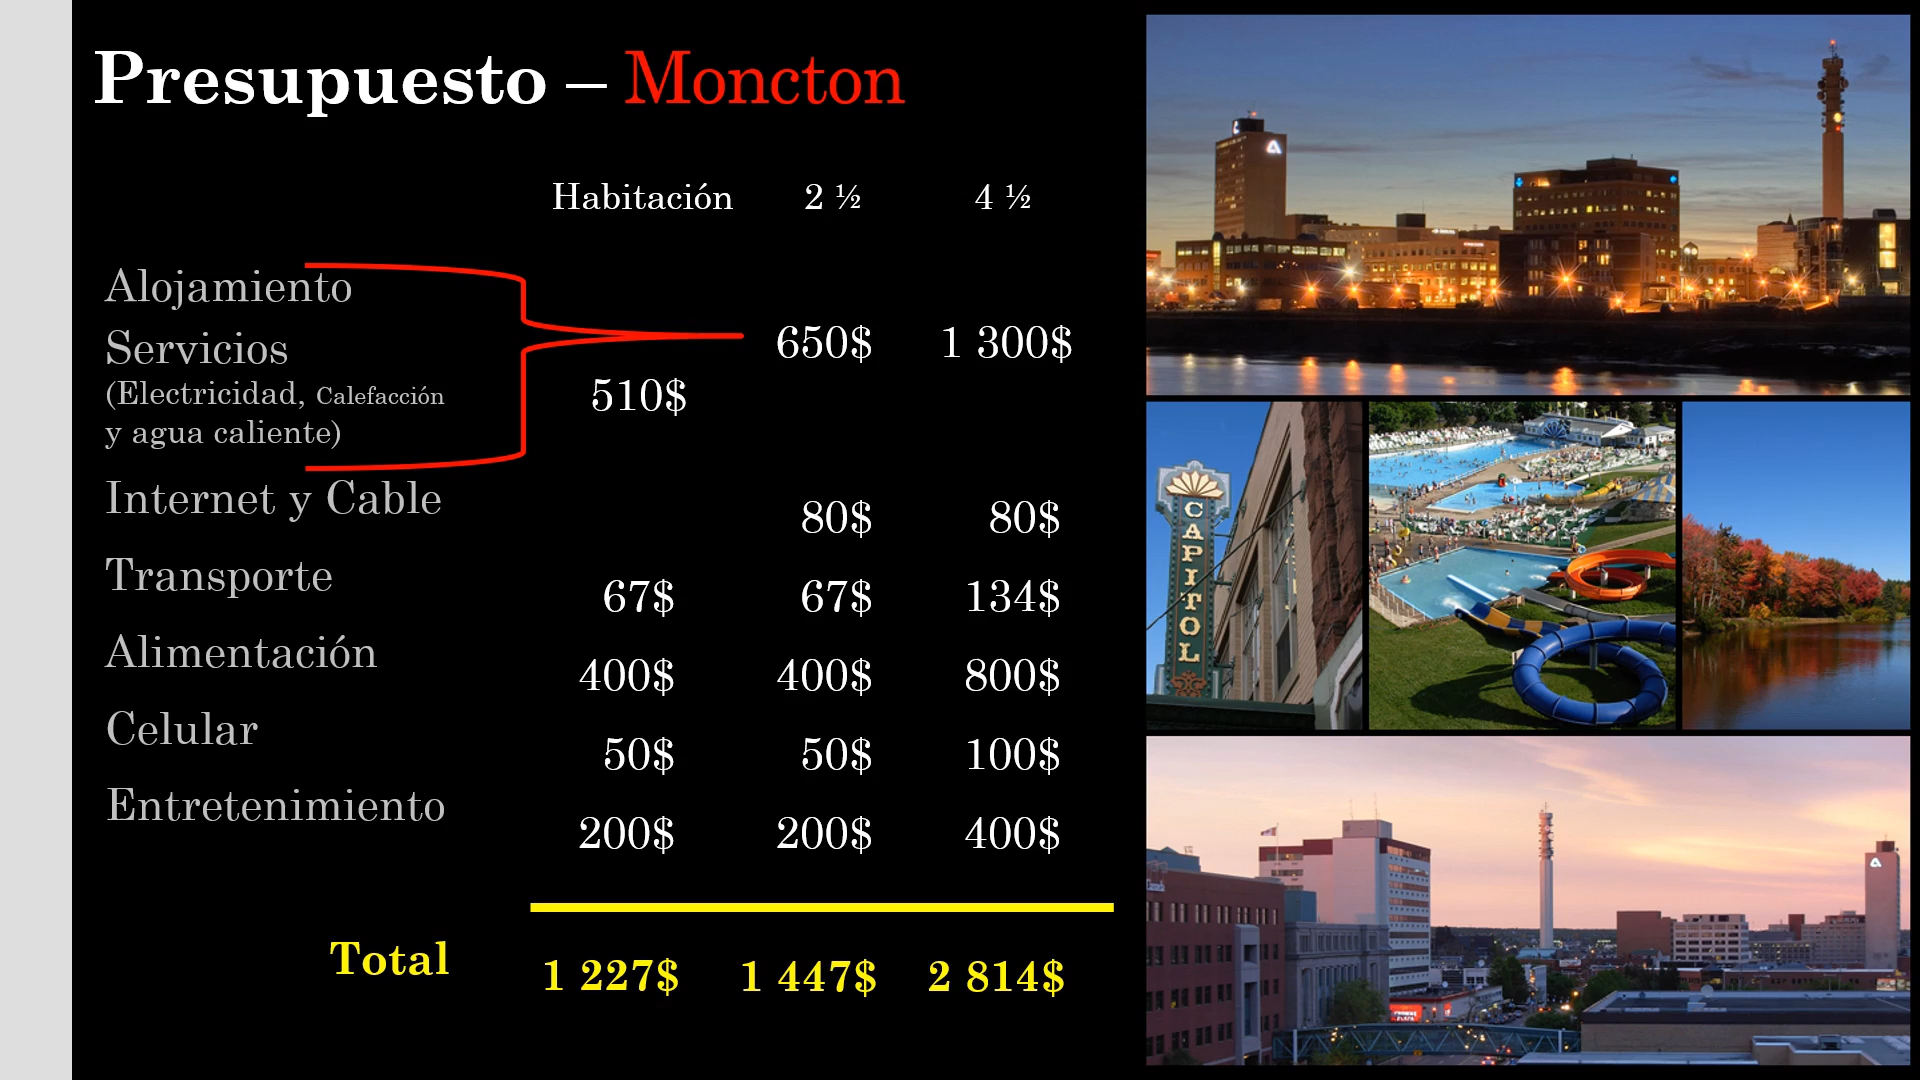 Presupuesto – Moncton
Habitación 2 ½ 4 ½
Alojamiento
Servicios 650$ 1 300$
(Electricidad, Calefacción 510$
y agua caliente)
Internet y Cable 80$ 80$
Transporte 67$ 67$ 134$
Alimentación 400$ 400$ 800$
Celular 50$ 50$ 100$
Entretenimiento 200$ 200$ 400$
Total 1 227$ 1 447$ 2 814$
CAPITOL